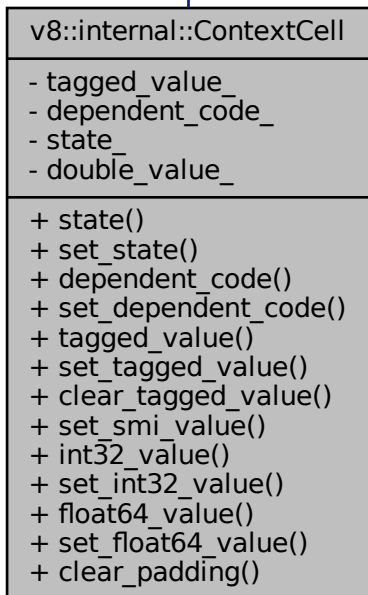 v8::internal::ContextCell
- tagged_value_
- dependent_code_
- state_
- double_value_
+ state()
+ set_state()
+ dependent_code()
+ set_dependent_code()
+ tagged_value()
+ set_tagged_value()
+ clear_tagged_value()
+ set_smi_value()
+ int32_value()
+ set_int32_value()
+ float64_value()
+ set_float64_value()
+ clear_padding()